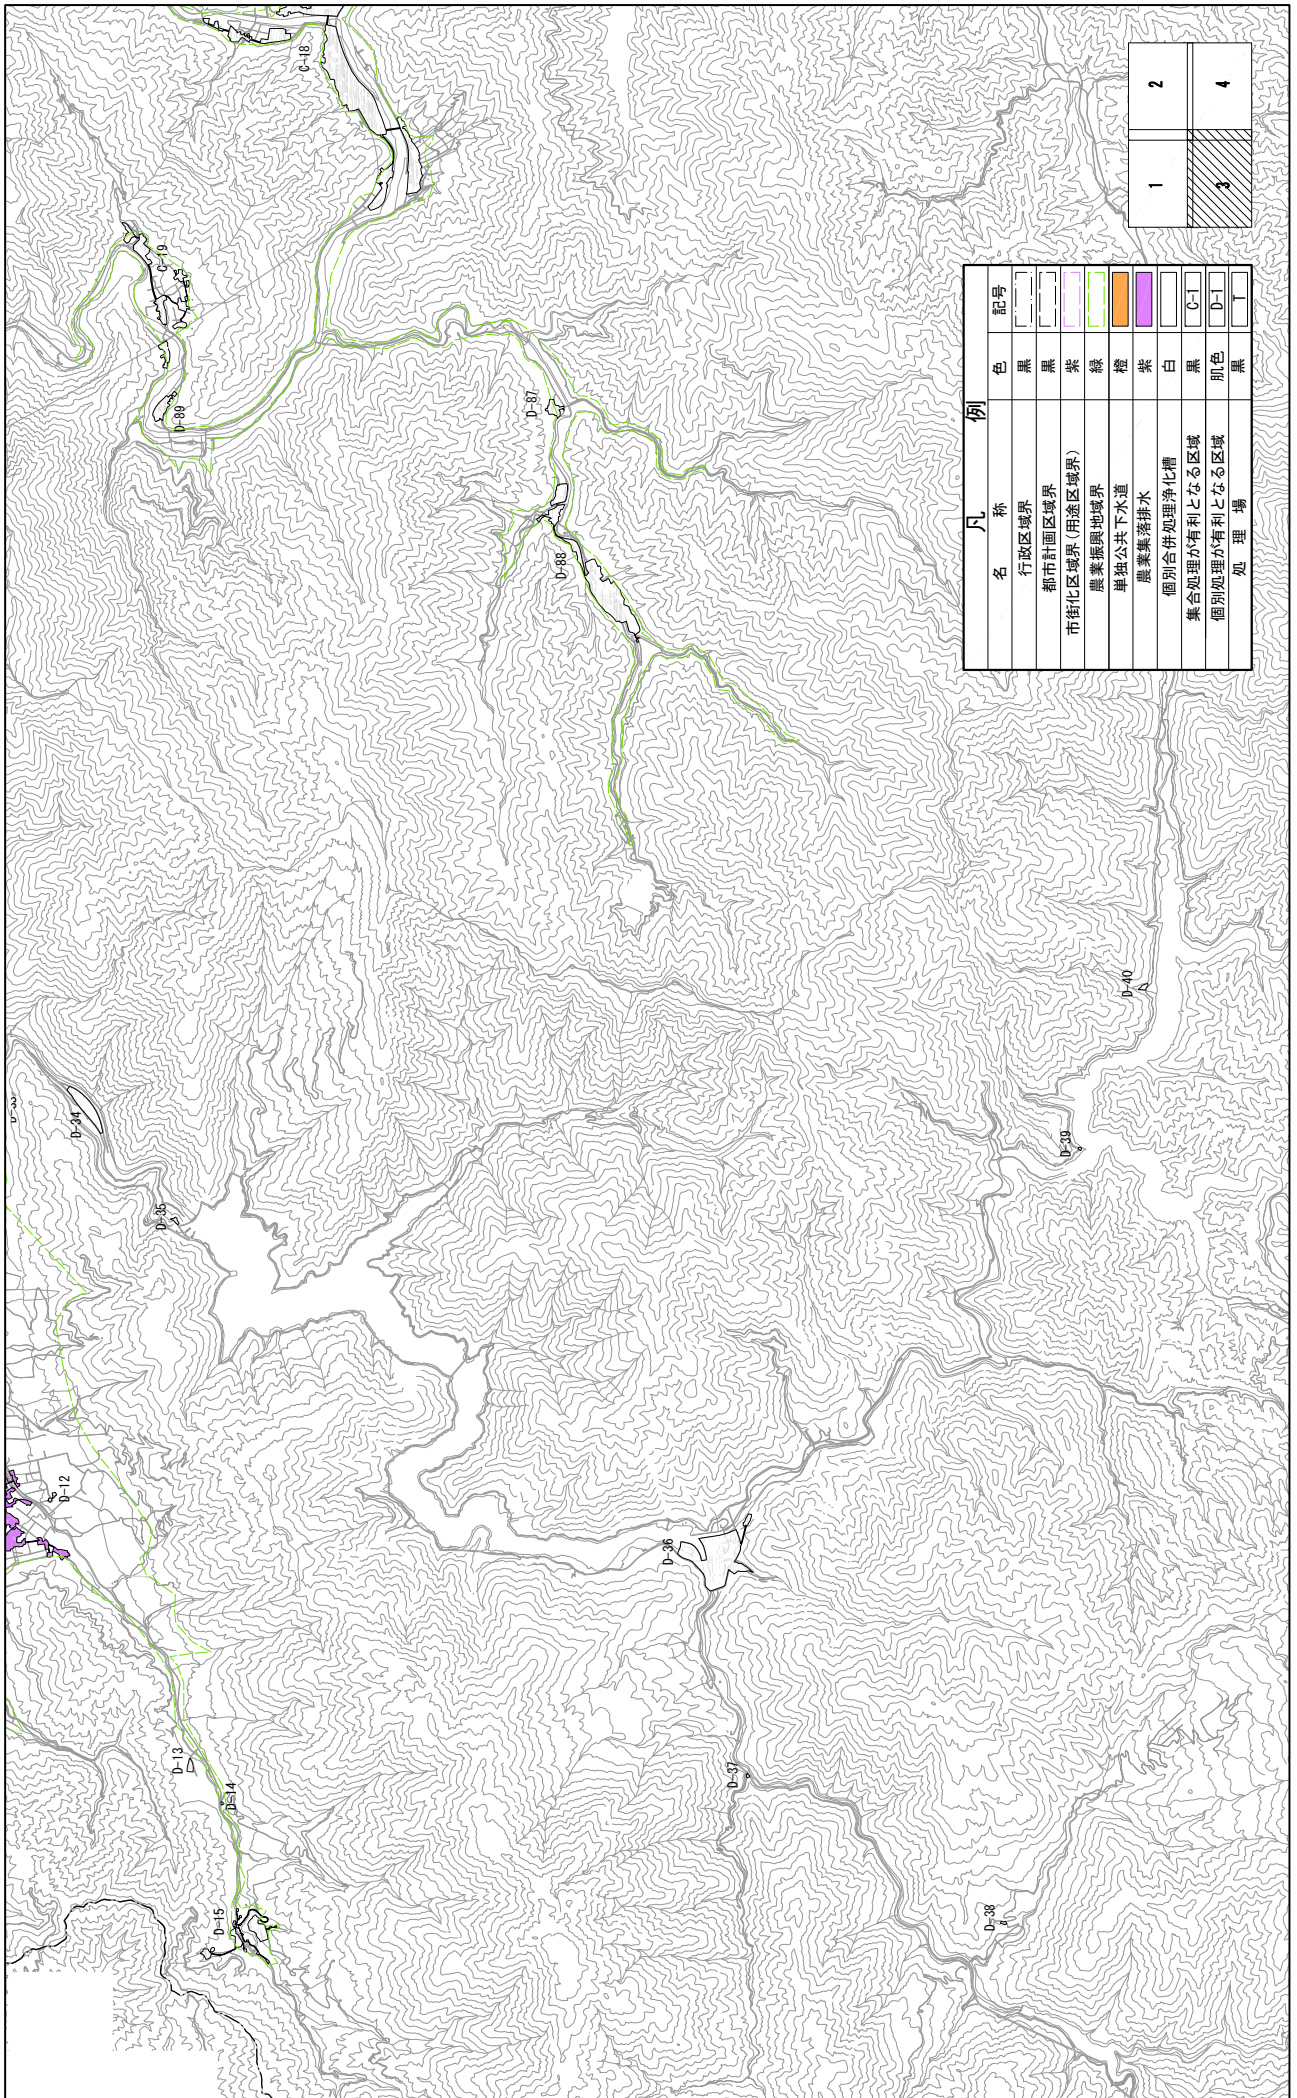 C-18
C-19
D-89
D-87
D-88
D-34
D-35
D-12
D-13
D-14
D-15
D-36
D-37
D-38
D-39
D-40
1
2
3
4
凡 例
名 称 色 記号
行政区域界 黒
都市計画区域界 黒
市街化区域界(用途区域界) 紫
農業振興地域界 緑
単独公共下水道 橙
農業集落排水 紫
個別合併処理浄化槽 白
集合処理が有利となる区域 黒 C-1
個別処理が有利となる区域 肌色 D-1
処 理 場 黒 T